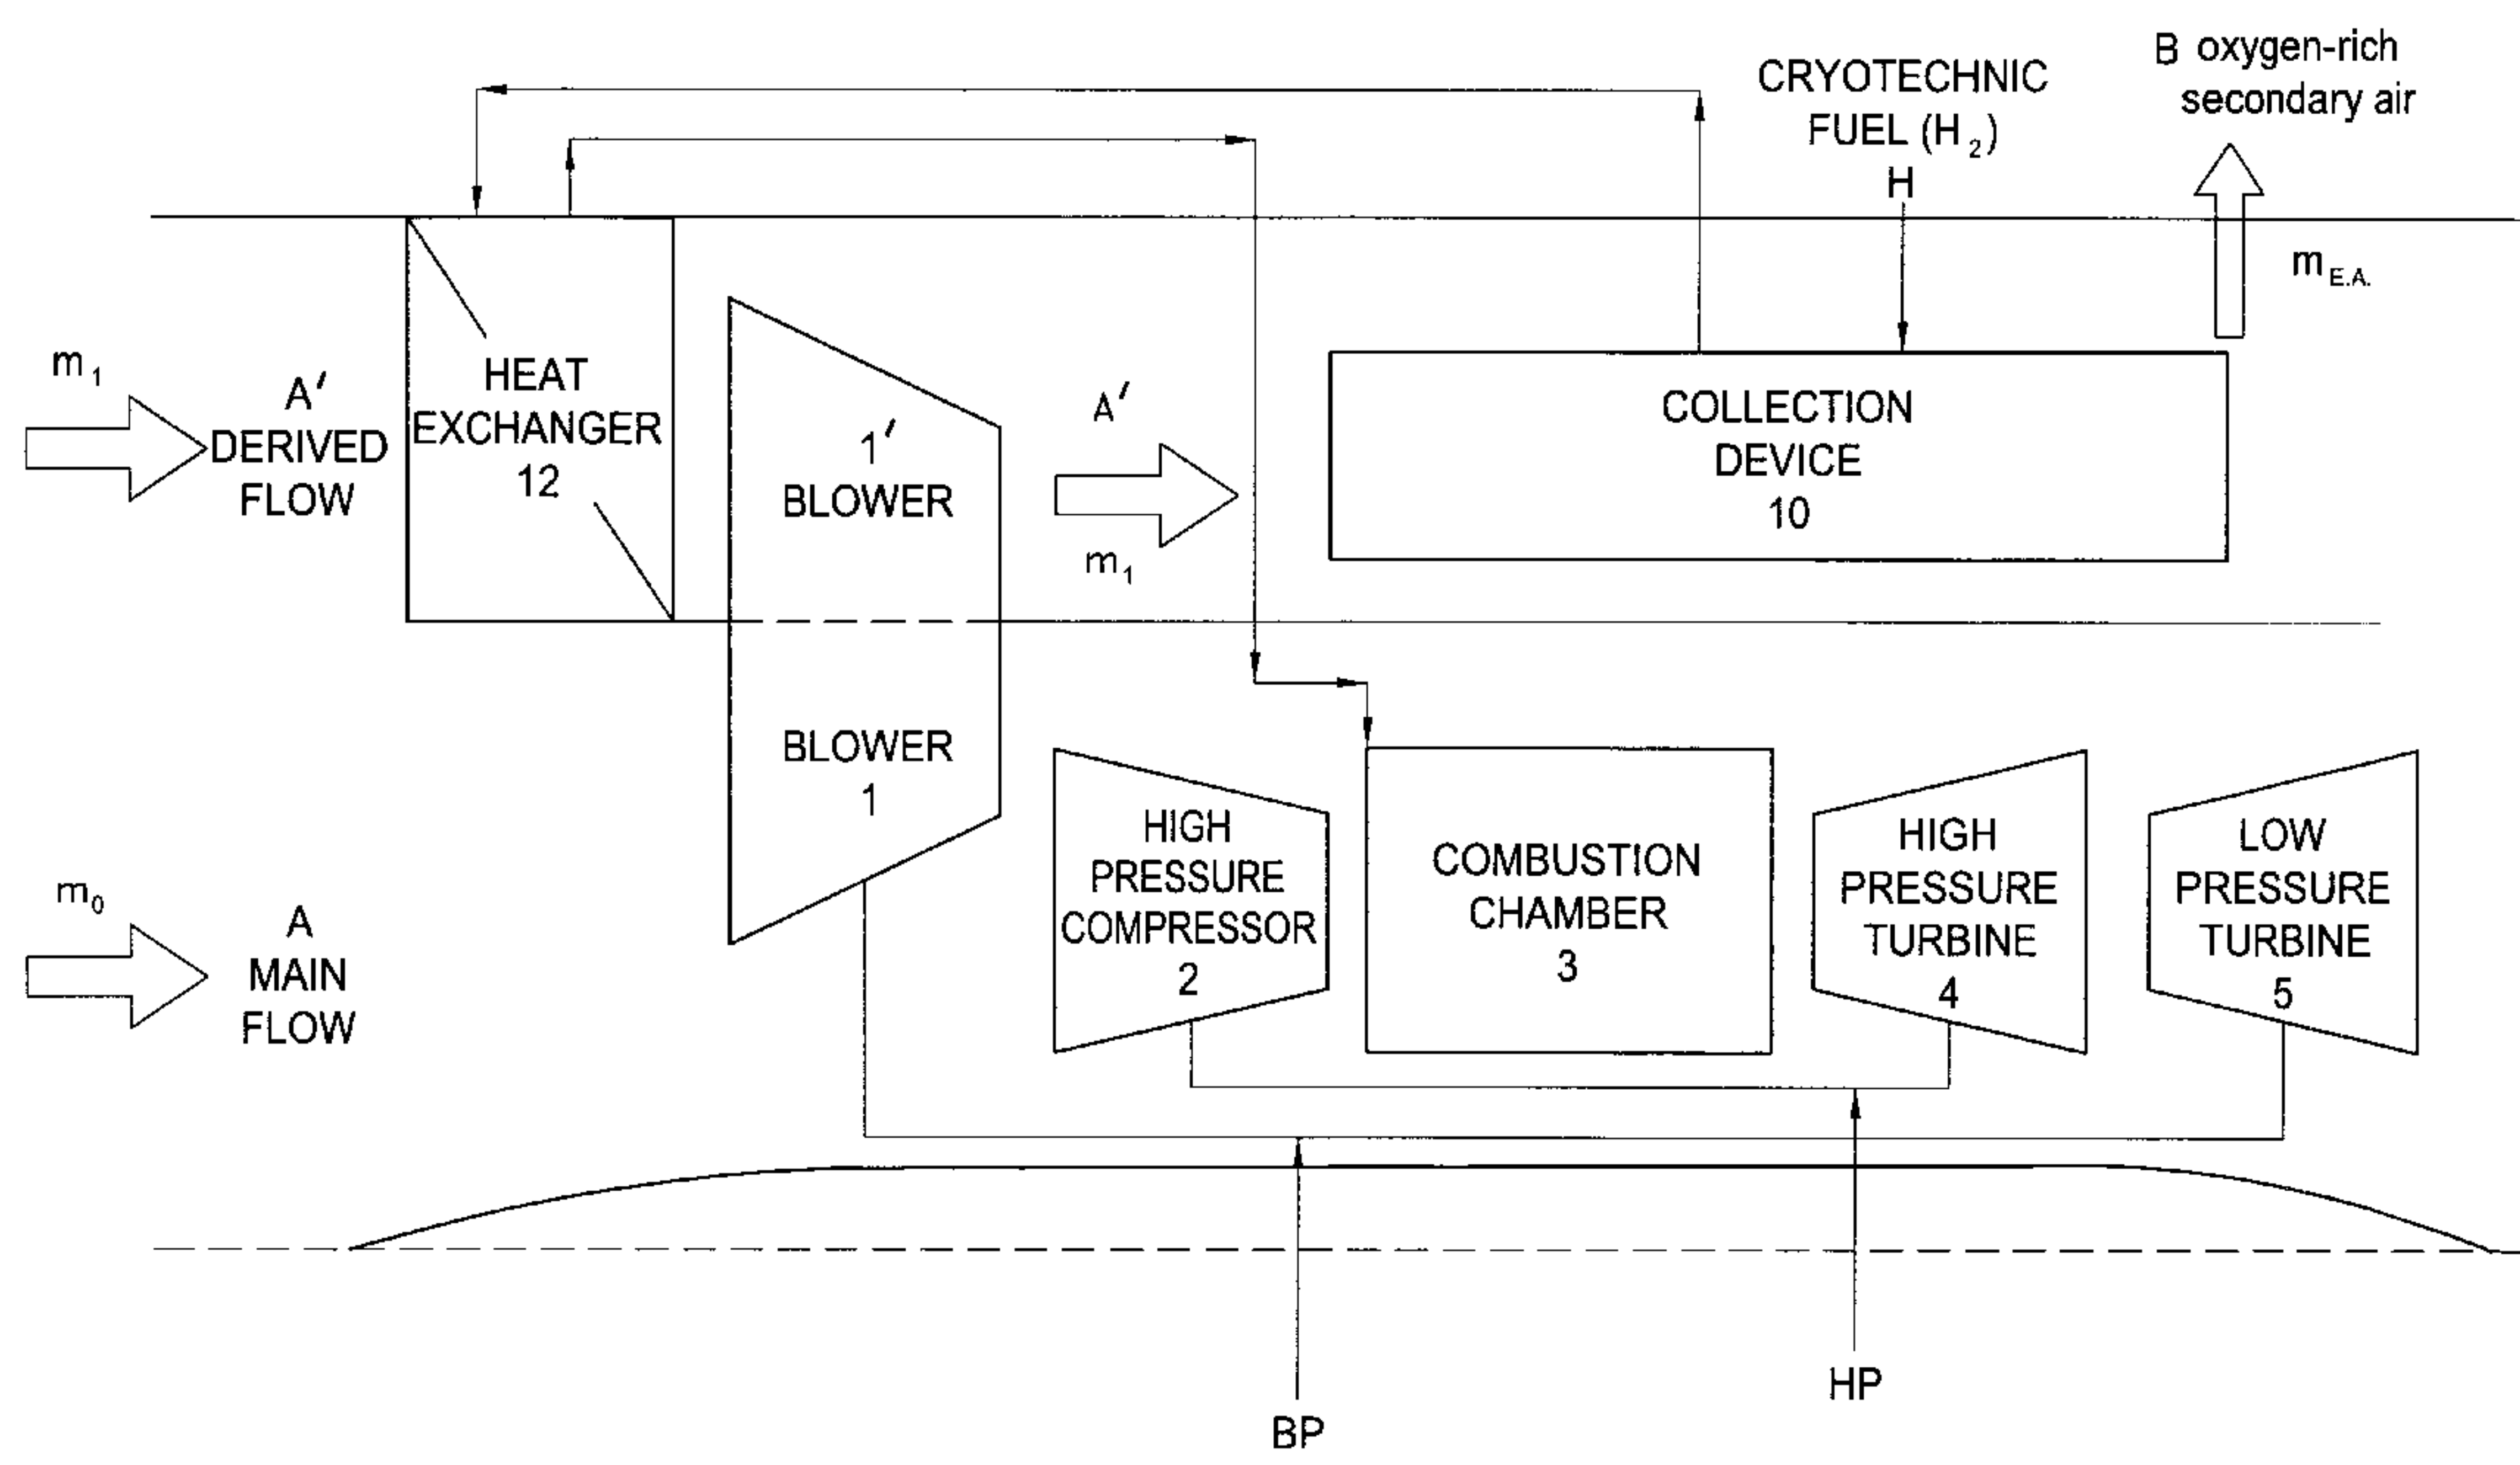 B oxygen-rich
secondary air
CRYOTECHNIC
FUEL (H2)
H
mE.A.
m1
A′
DERIVED
FLOW
HEAT
EXCHANGER
12
1′
BLOWER
A′
m1
COLLECTION
DEVICE
10
BLOWER
1
m0
A
MAIN
FLOW
HIGH
PRESSURE
COMPRESSOR
2
COMBUSTION
CHAMBER
3
HIGH
PRESSURE
TURBINE
4
LOW
PRESSURE
TURBINE
5
HP
BP